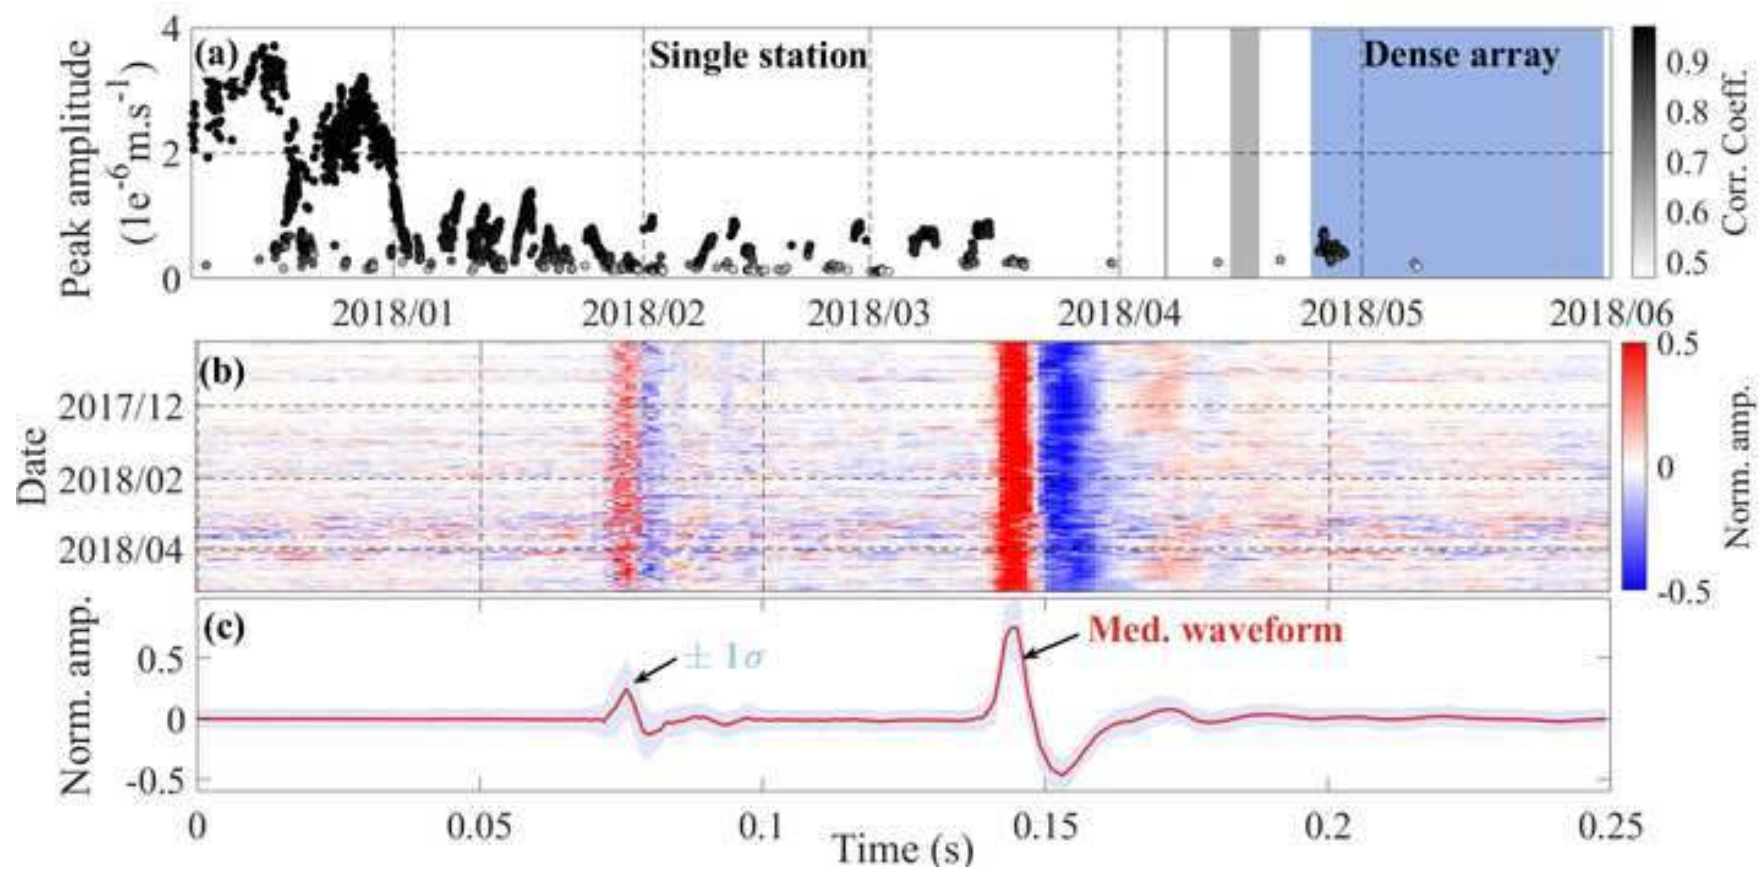 (a)
Single station
Dense array
Peak amplitude
(1e⁻⁶m.s⁻¹)
4
2
0
2018/01
2018/02
2018/03
2018/04
2018/05
2018/06
0.9
0.8
0.7
0.6
0.5
Corr. Coeff.
(b)
Date
2017/12
2018/02
2018/04
0.5
0
-0.5
Norm. amp.
(c)
± 1σ
Med. waveform
Norm. amp.
0.5
0
-0.5
0
0.05
0.1
0.15
0.2
0.25
Time (s)